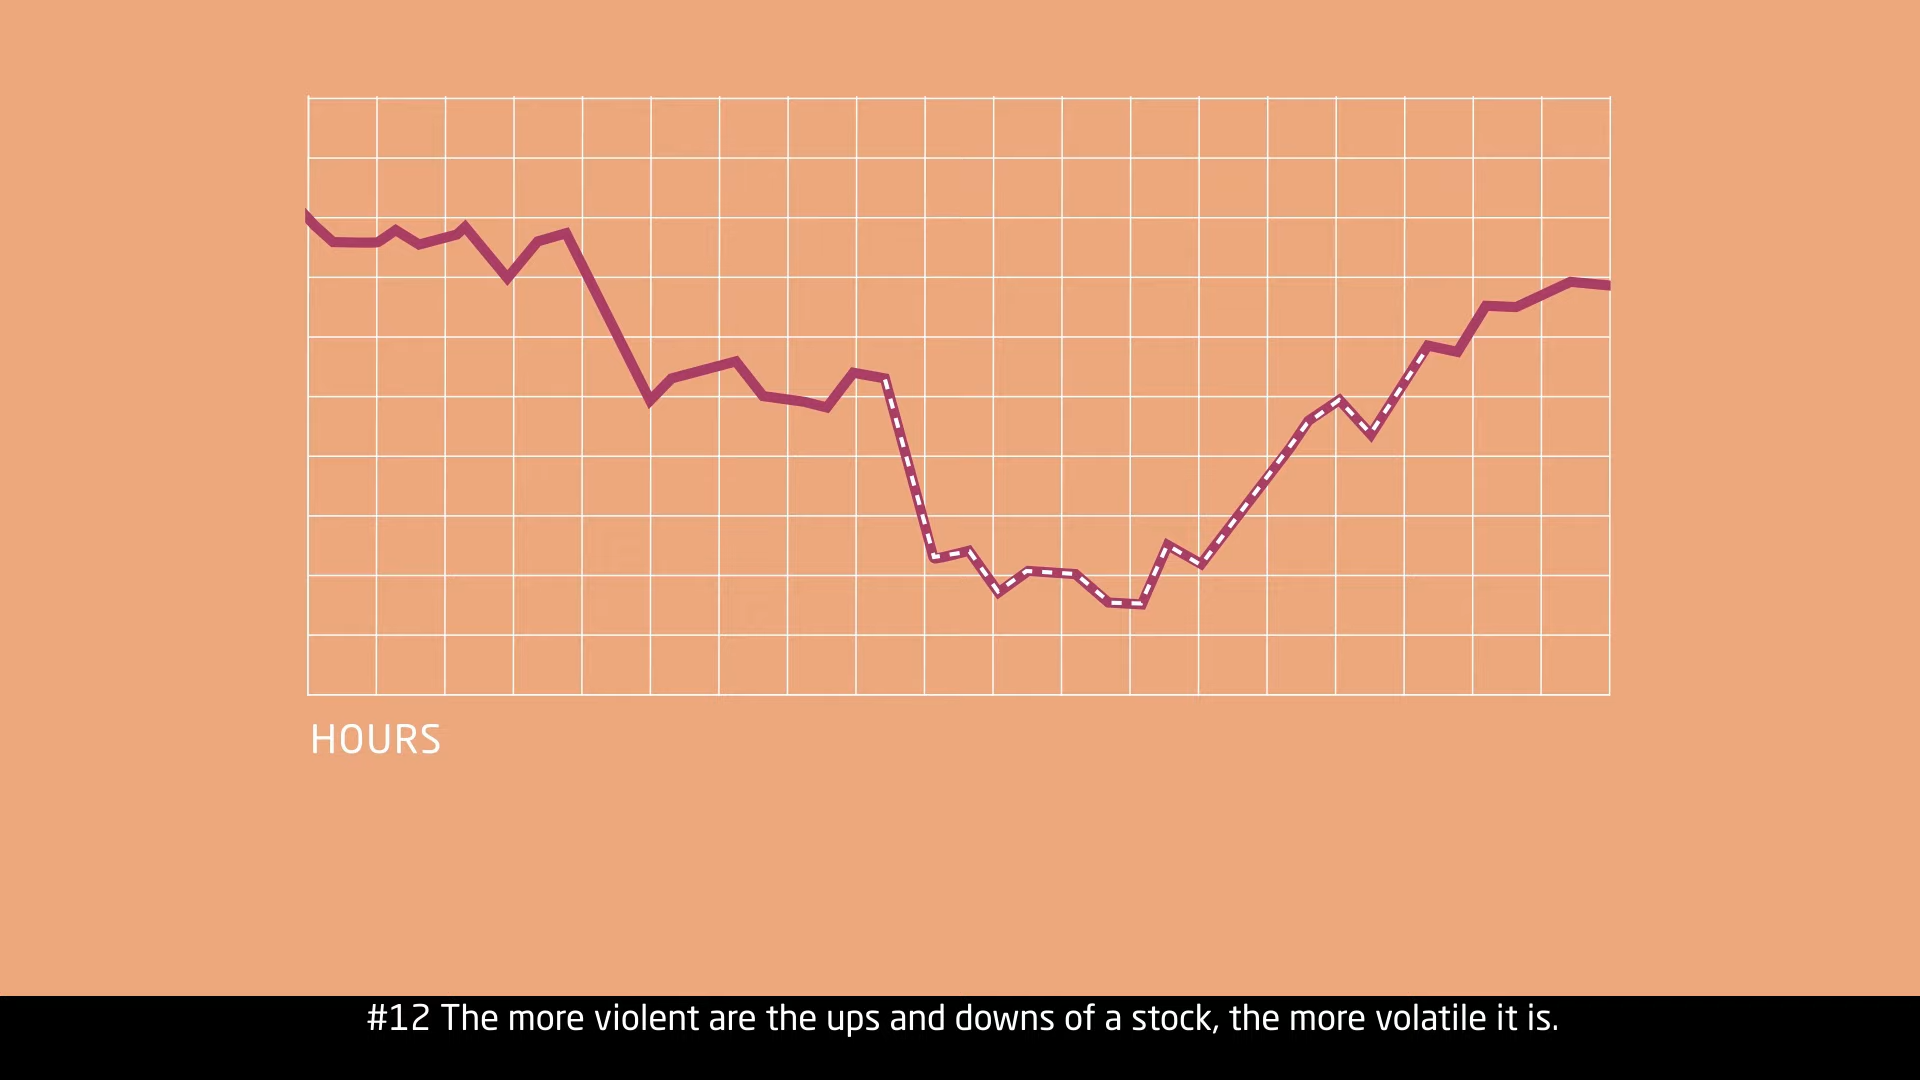 HOURS
#12 The more violent are the ups and downs of a stock, the more volatile it is.